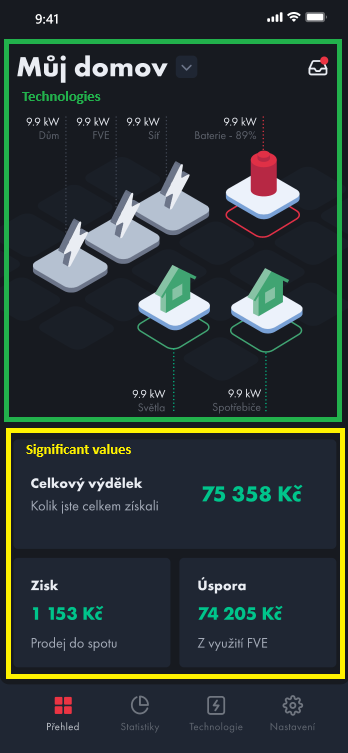 9:41
Můj domov
Technologies
9.9 kW 9.9 kW 9.9 kW 9.9 kW
Dům FVE Síť Baterie - 89%
9.9 kW 9.9 kW
Světla Spotřebiče
Significant values
Celkový výdělek
75 358 Kč
Kolik jste celkem získali
Zisk
1 153 Kč
Prodej do spotu
Úspora
74 205 Kč
Z využití FVE
Přehled Statistiky Technologie Nastavení